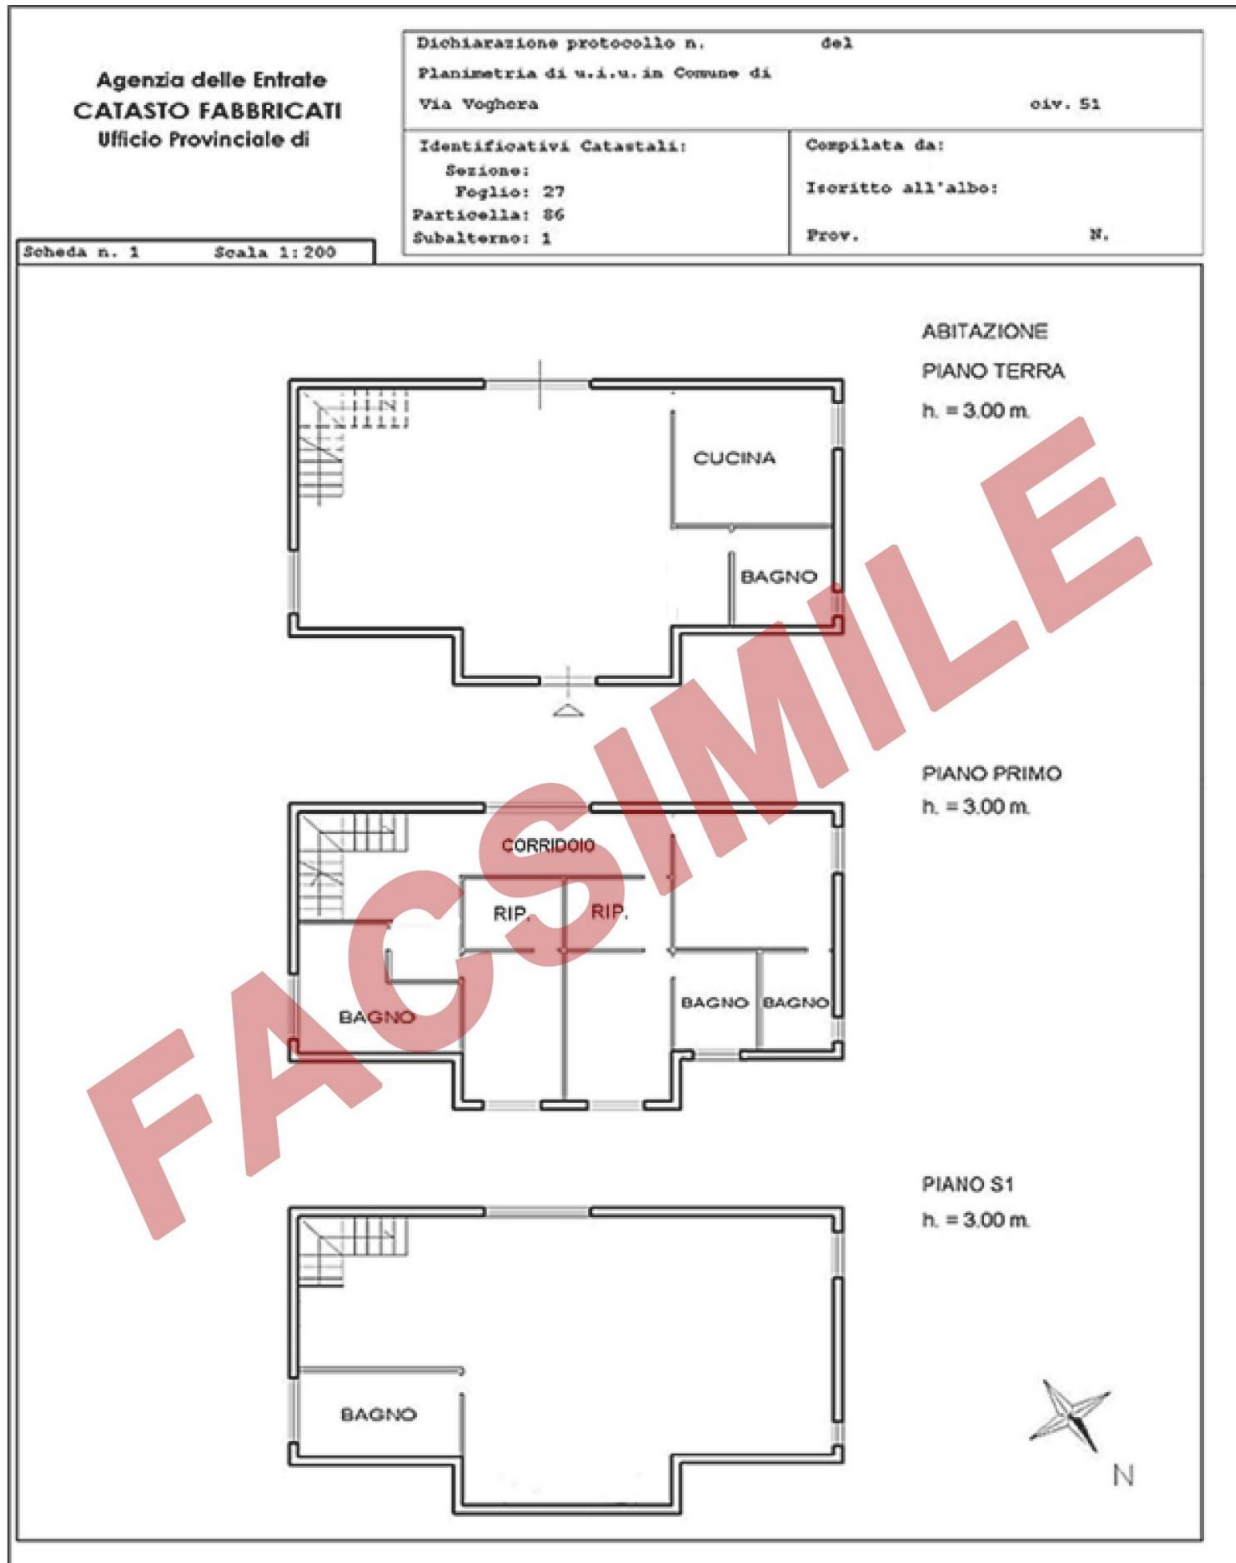 Agenzia delle Entrate
CATASTO FABBRICATI
Ufficio Provinciale di
Dichiarazione protocollo n. del
Planimetria di u.i.u. in Comune di
Via Voghera civ. 51
Identificativi Catastali:
Sezione:
Foglio: 27
Particella: 86
Subalterno: 1
Compilata da:
Iscritto all'albo:
Prov. N.
Scheda n. 1 Scala 1:200
ABITAZIONE
PIANO TERRA
h. = 3.00 m.
CUCINA
BAGNO
FACSIMILE
PIANO PRIMO
h. = 3.00 m.
CORRIDOIO
RIP. RIP.
BAGNO BAGNO BAGNO
PIANO S1
h. = 3.00 m.
BAGNO
N